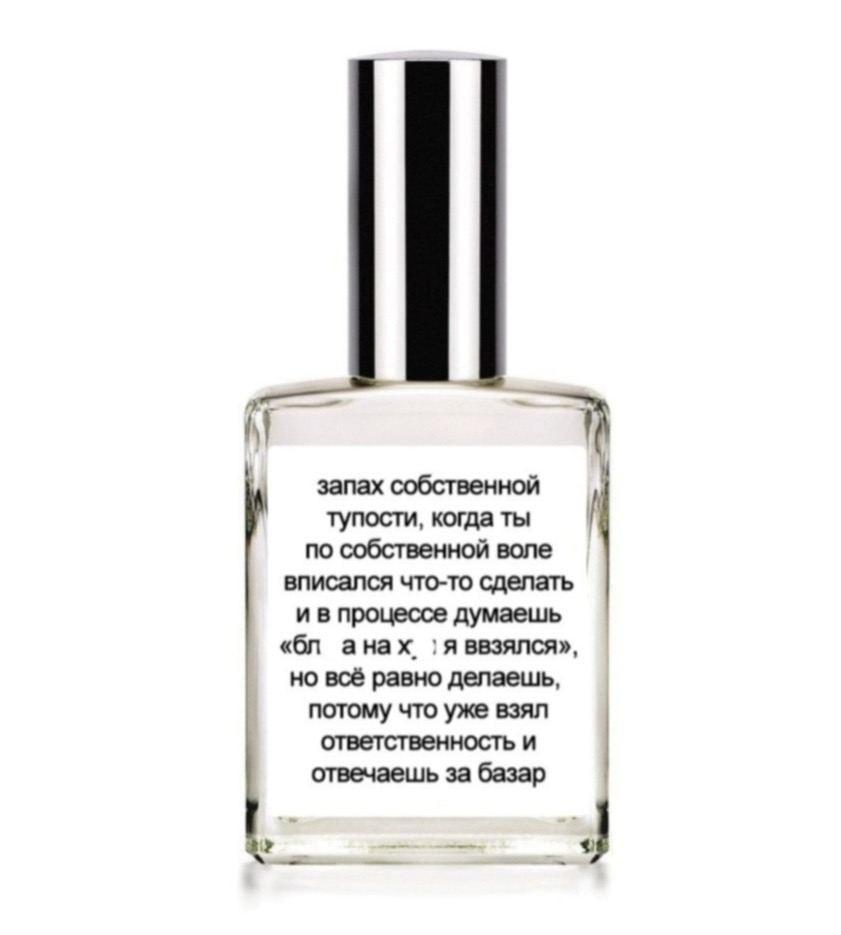 запах собственной
тупости, когда ты
по собственной воле
вписался что-то сделать
и в процессе думаешь
«бл а на х я ввзялся»,
но всё равно делаешь,
потому что уже взял
ответственность и
отвечаешь за базар